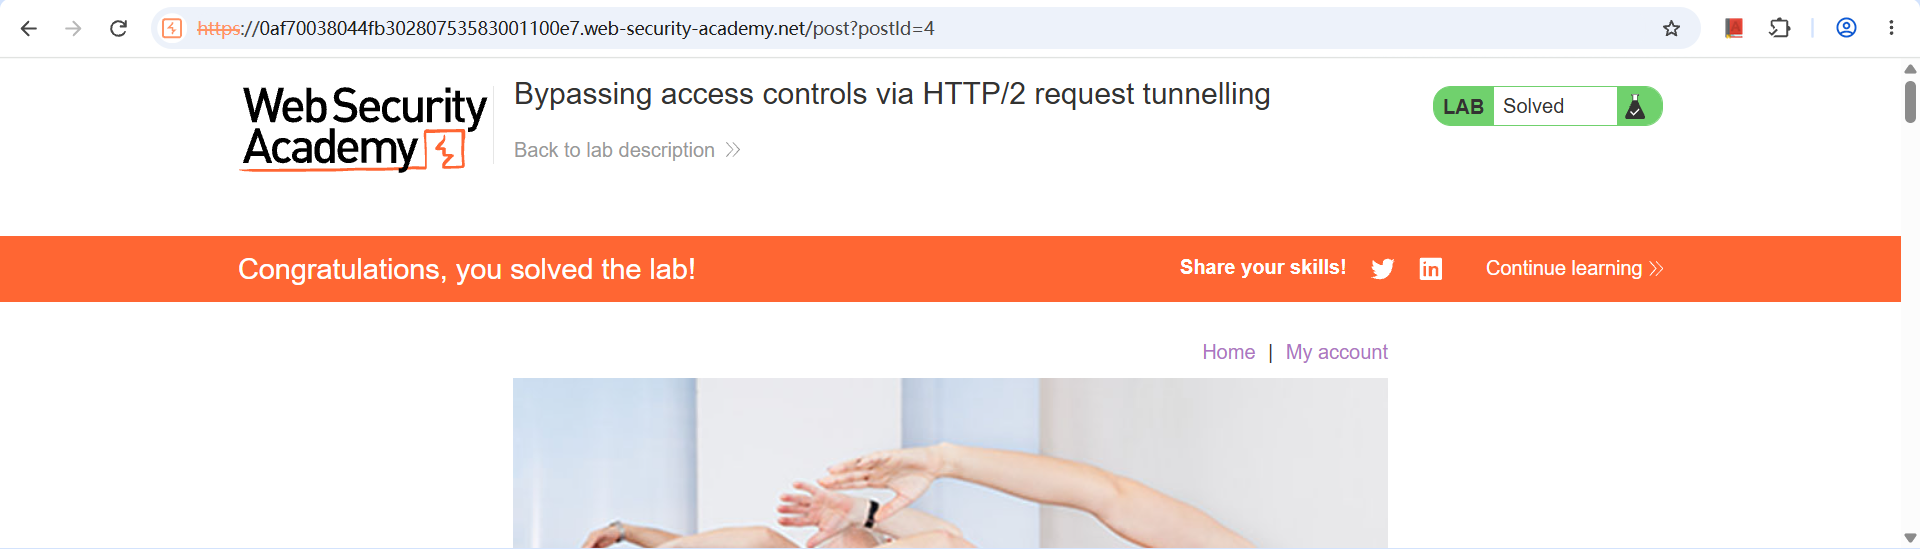 https://0af70038044fb30280753583001100e7.web-security-academy.net/post?postId=4
Web Security
Academy
Bypassing access controls via HTTP/2 request tunnelling
Back to lab description
LAB Solved
Congratulations, you solved the lab!
Share your skills!
Continue learning
Home | My account